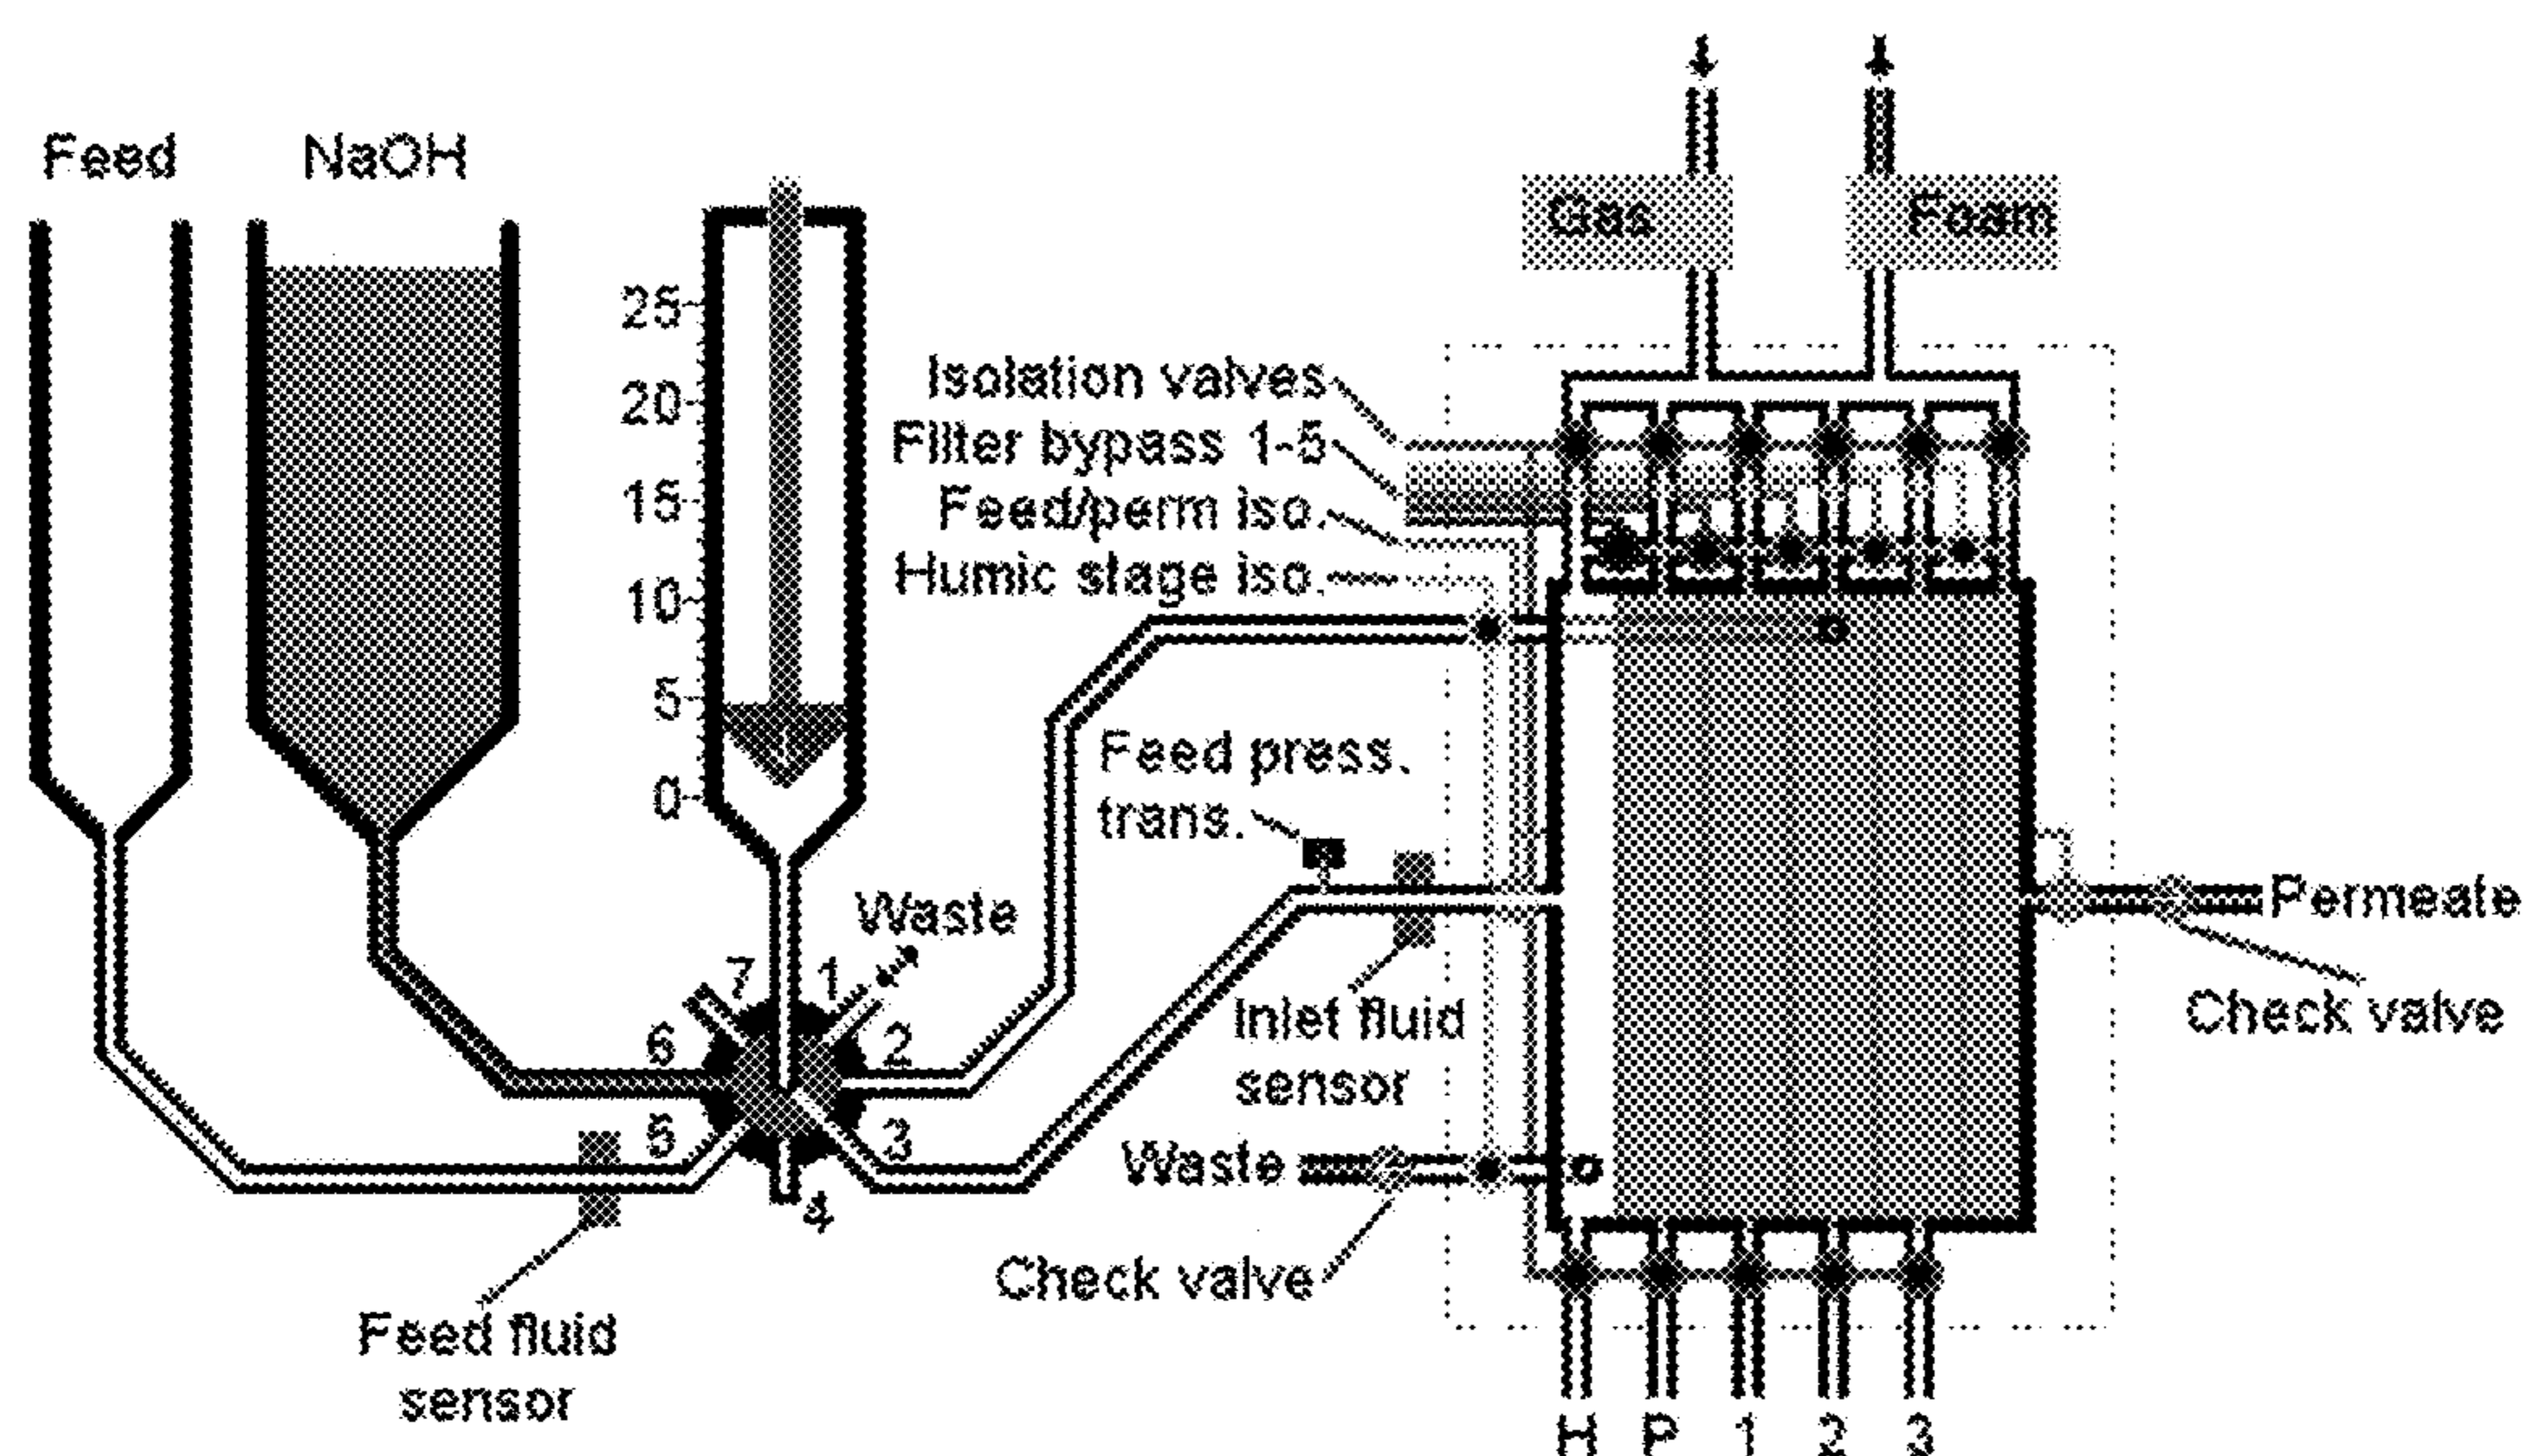 Feed
NaOH
Gas
Foam
25
20
15
10
5
0
Isolation valves
Filter bypass 1-5
Feed/perm iso.
Humic stage iso.
Feed press.
trans.
Waste
7
1
6
2
5
3
4
Inlet fluid
sensor
Permeate
Check valve
Waste
Check valve
Feed fluid
sensor
H P 1 2 3